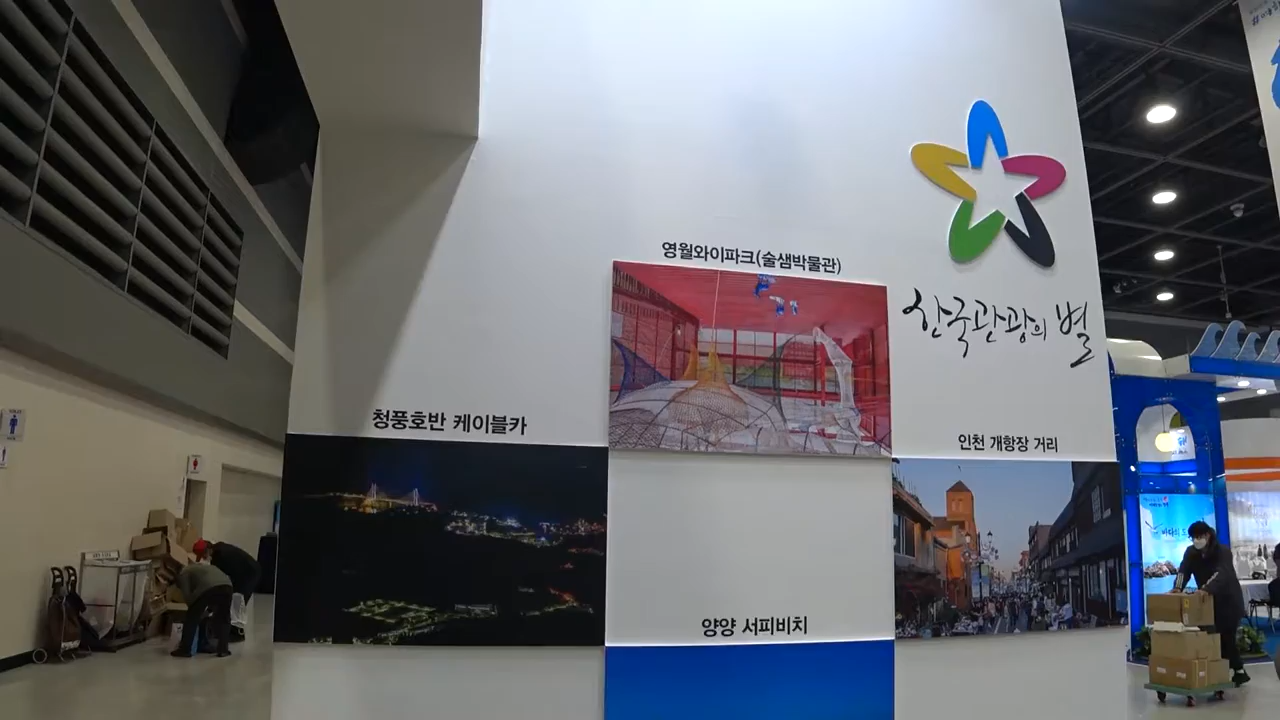 영월와이파크(술샘박물관)
한국관광의 별
청풍호반 케이블카
인천 개항장 거리
양양 서피비치